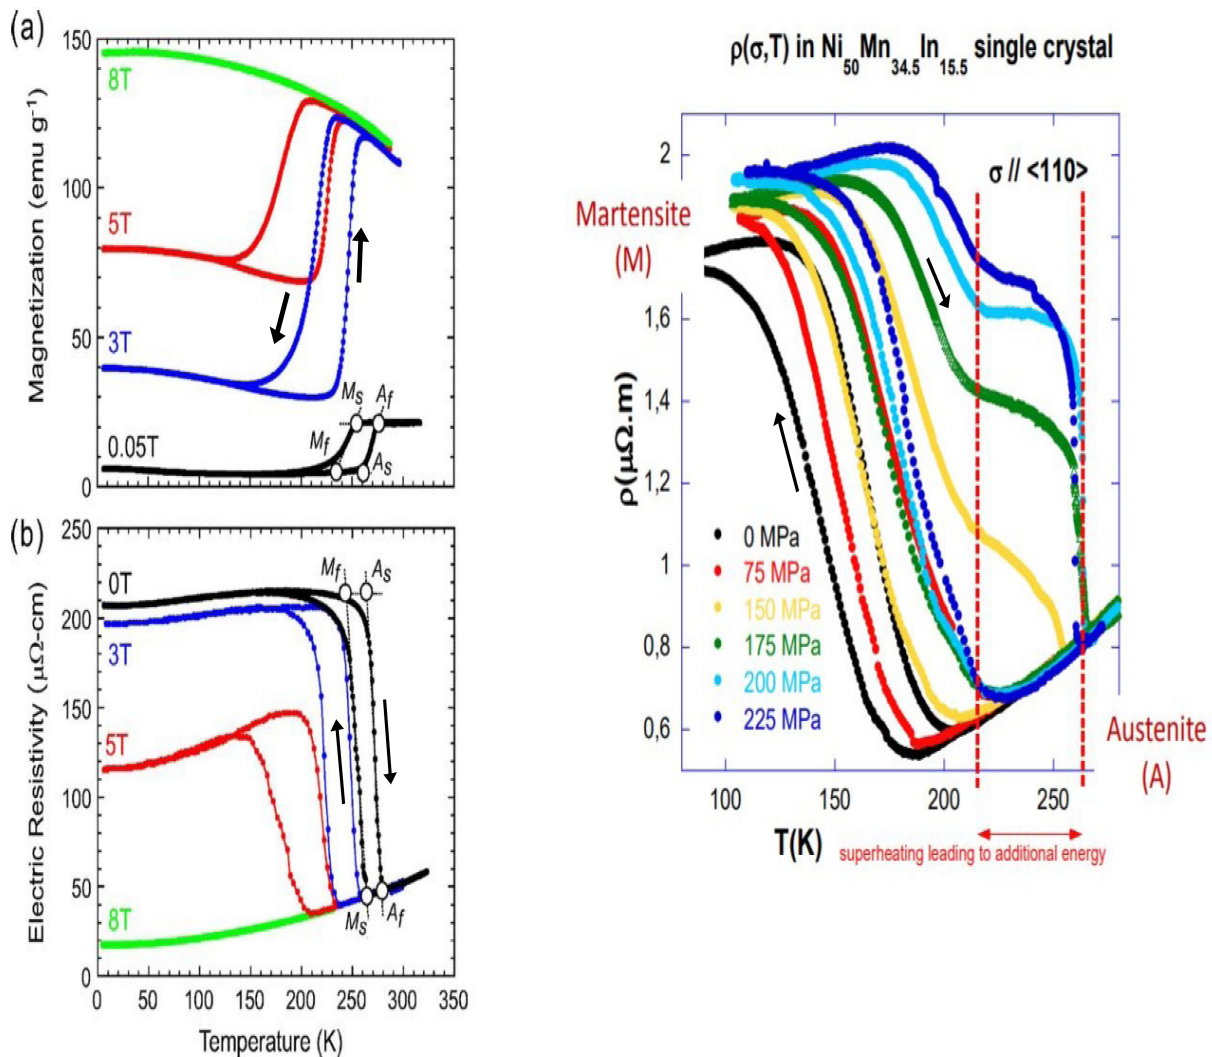 (a)
150
100
50
0
Magnetization (emu g⁻¹)
8T
5T
3T
0.05T
Ms
Af
Mf
As
(b)
250
200
150
100
50
0
Electric Resistivity (μΩ-cm)
0T
3T
5T
8T
Mf
As
Ms
Af
0 50 100 150 200 250 300 350
Temperature (K)
ρ(σ,T) in Ni50Mn34.5In15.5 single crystal
2
1,6
1,4
1,2
1
0,8
0,6
ρ(μΩ.m)
σ // <110>
Martensite
(M)
0 MPa
75 MPa
150 MPa
175 MPa
200 MPa
225 MPa
Austenite
(A)
100 150 200 250
T(K)
superheating leading to additional energy